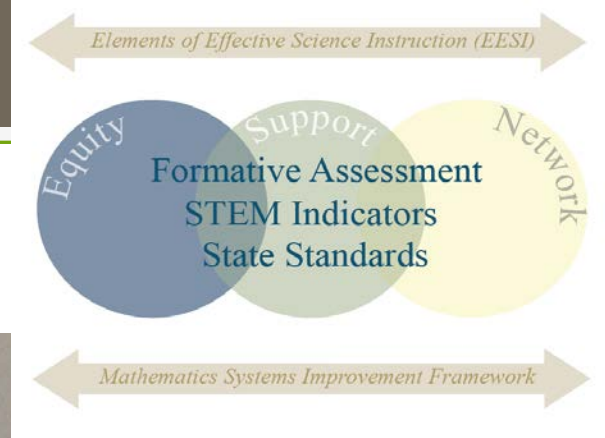 Elements of Effective Science Instruction (EESI)
Equity
Support
Network
Formative Assessment
STEM Indicators
State Standards
Mathematics Systems Improvement Framework